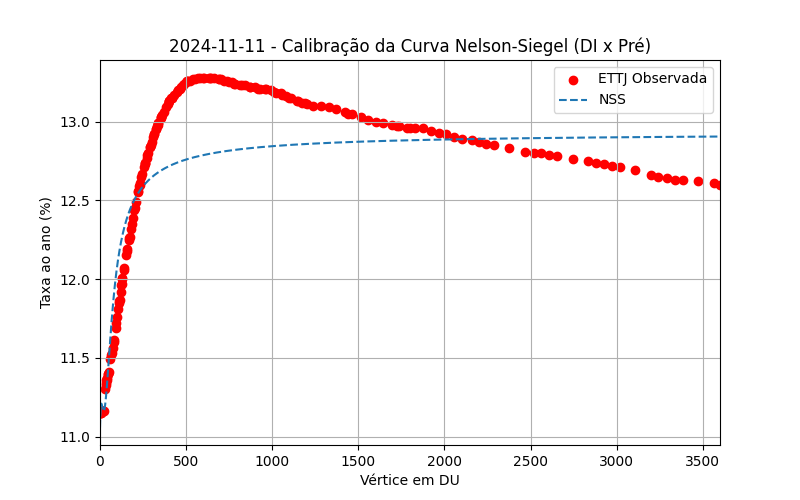 2024-11-11 - Calibração da Curva Nelson-Siegel (DI x Pré)
ETTJ Observada
NSS
Taxa ao ano (%)
13.0
12.5
12.0
11.5
11.0
0 500 1000 1500 2000 2500 3000 3500
Vértice em DU